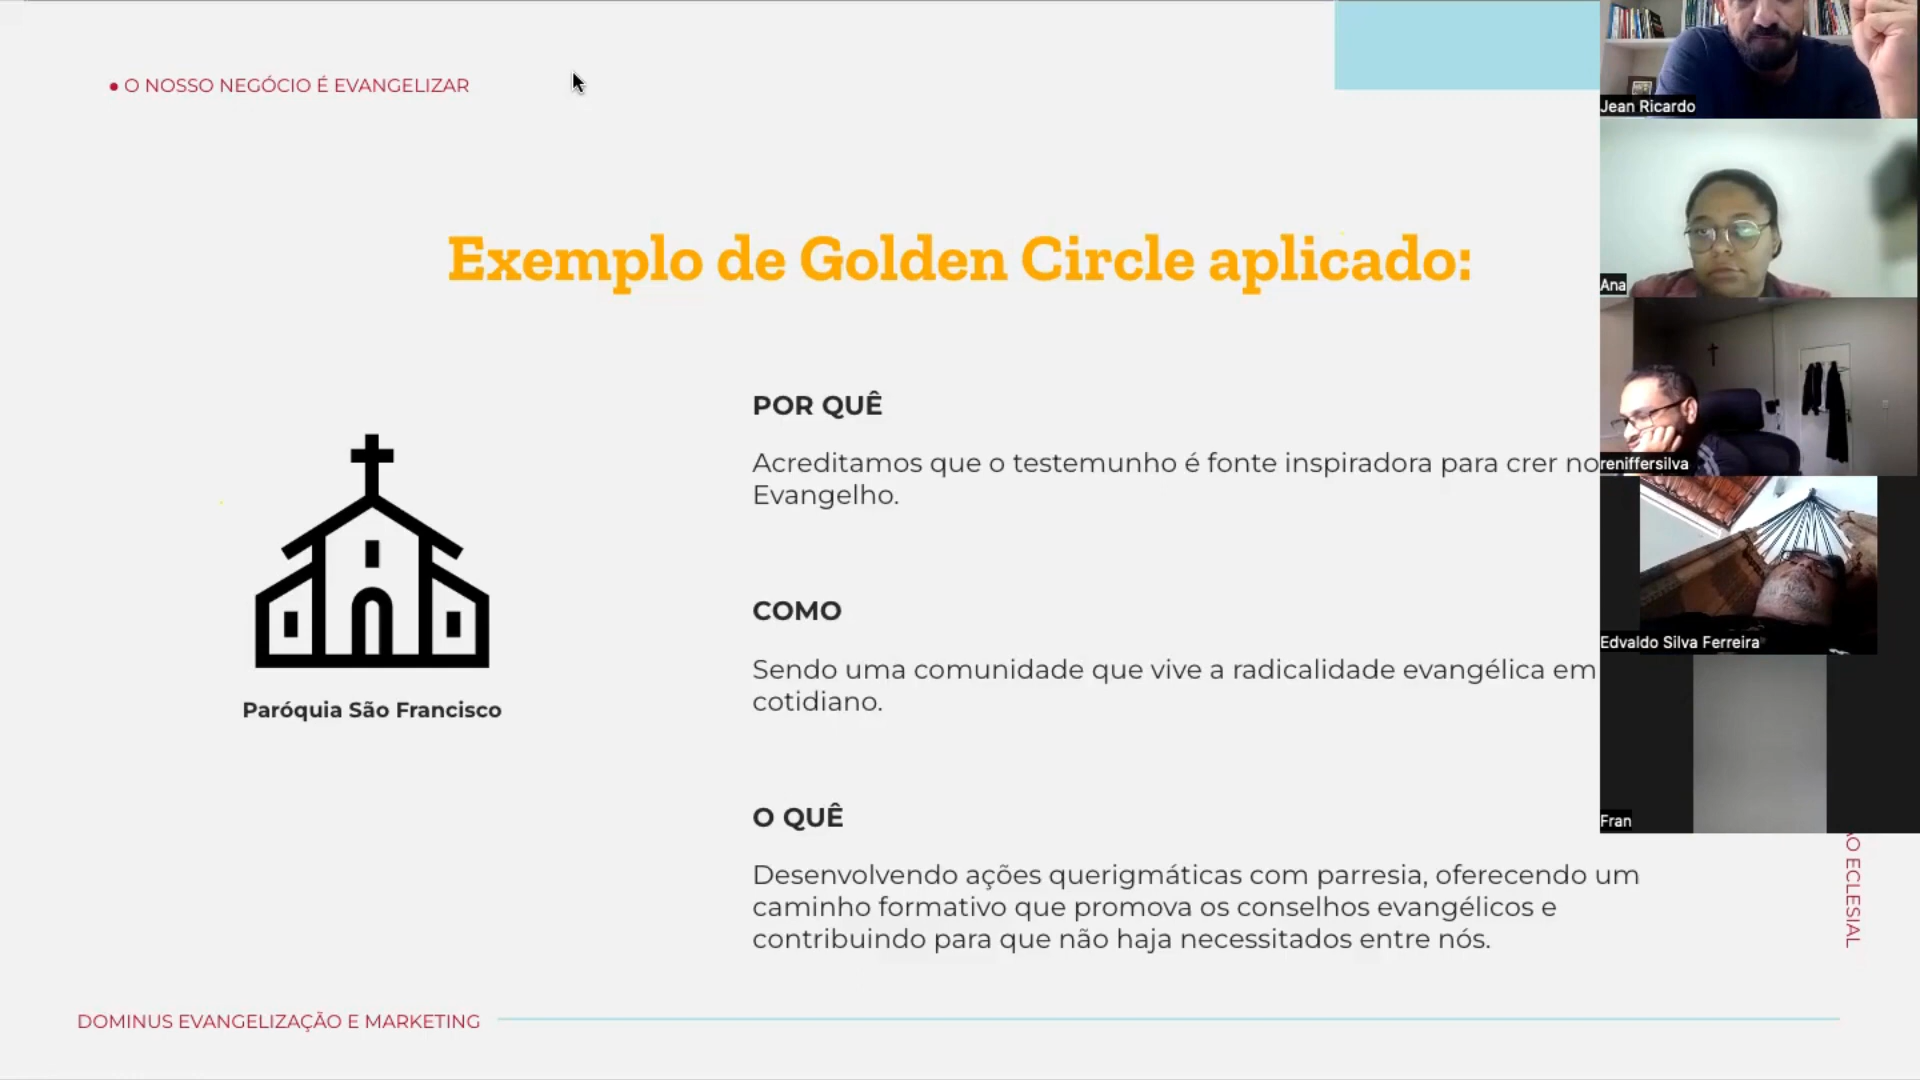 • O NOSSO NEGÓCIO É EVANGELIZAR
Exemplo de Golden Circle aplicado:
POR QUÊ
Acreditamos que o testemunho é fonte inspiradora para crer no
Evangelho.
COMO
Sendo uma comunidade que vive a radicalidade evangélica em
cotidiano.
O QUÊ
Desenvolvendo ações querigmáticas com parresia, oferecendo um
caminho formativo que promova os conselhos evangélicos e
contribuindo para que não haja necessitados entre nós.
Paróquia São Francisco
DOMINUS EVANGELIZAÇÃO E MARKETING
ECLESIAL
Jean Ricardo
Ana
reniffersilva
Edvaldo Silva Ferreira
Fran